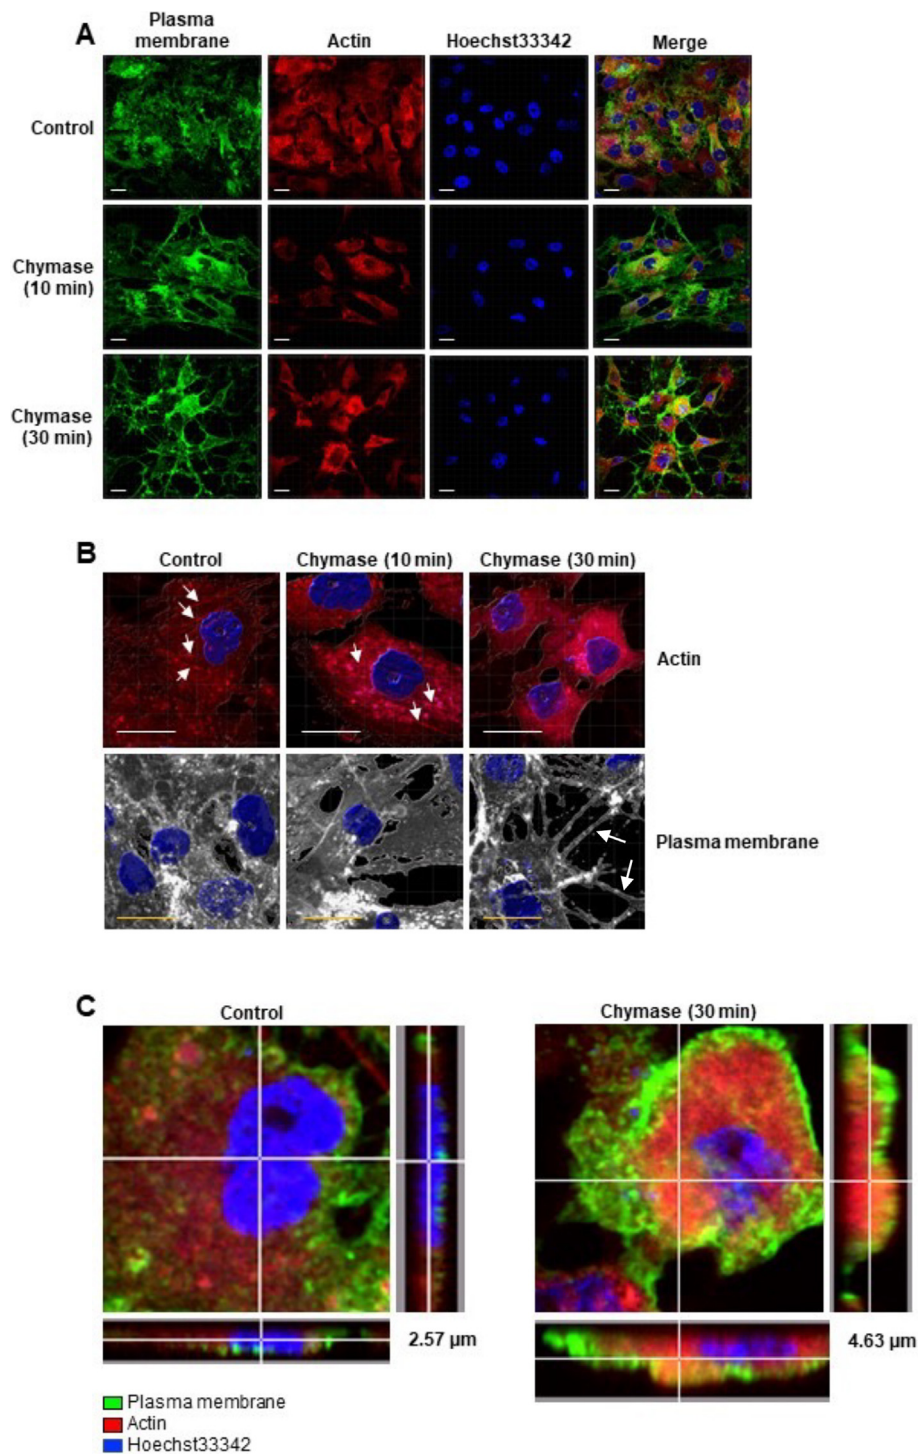 A
Plasma
membrane
Actin
Hoechst33342
Merge
Control
Chymase
(10 min)
Chymase
(30 min)
B
Control
Chymase (10 min)
Chymase (30 min)
Actin
Plasma membrane
C
Control
Chymase (30 min)
2.57 µm
4.63 µm
Plasma membrane
Actin
Hoechst33342